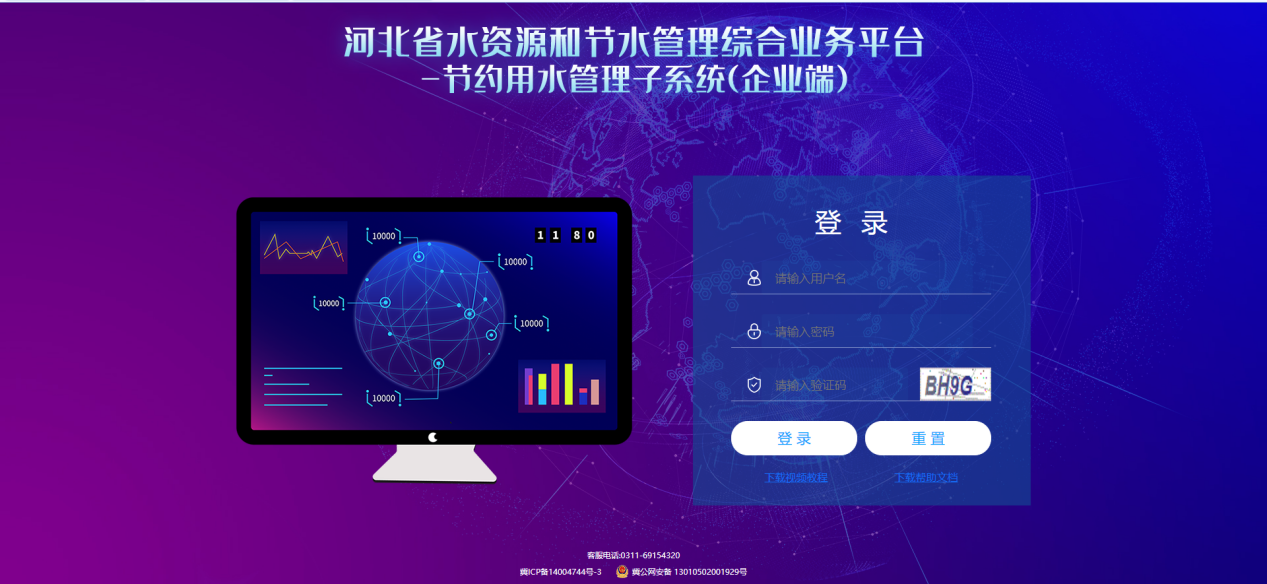 河北省水资源和节水管理综合业务平台
-节约用水管理子系统(企业端)
10000
11 80
10000
10000
10000
10000
登 录
请输入用户名
请输入密码
请输入验证码
BH9G
登 录
重 置
下载视频教程
下载帮助文档
客服电话:0311-69154320
冀ICP备14004744号-3
冀公网安备 13010502001929号